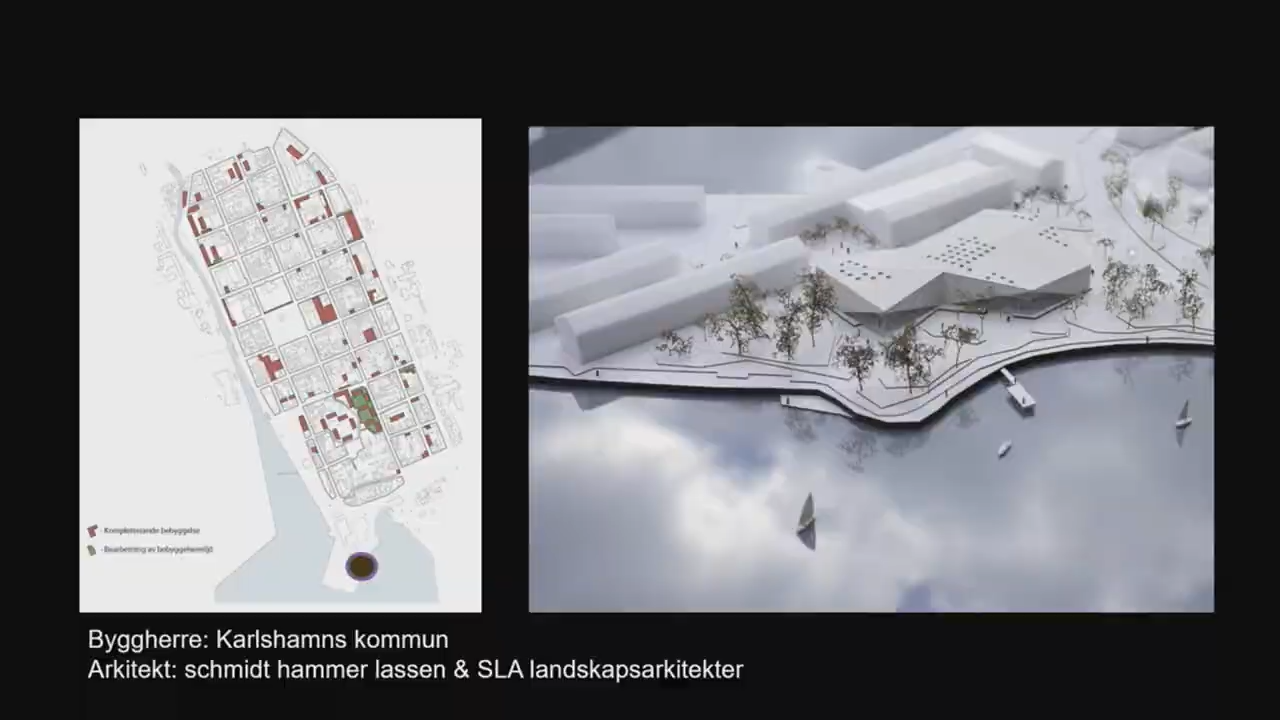 - Kompletterande bebyggelse
- Bearbetning av bebyggelsemiljö
Byggherre: Karlshamns kommun
Arkitekt: schmidt hammer lassen & SLA landskapsarkitekter